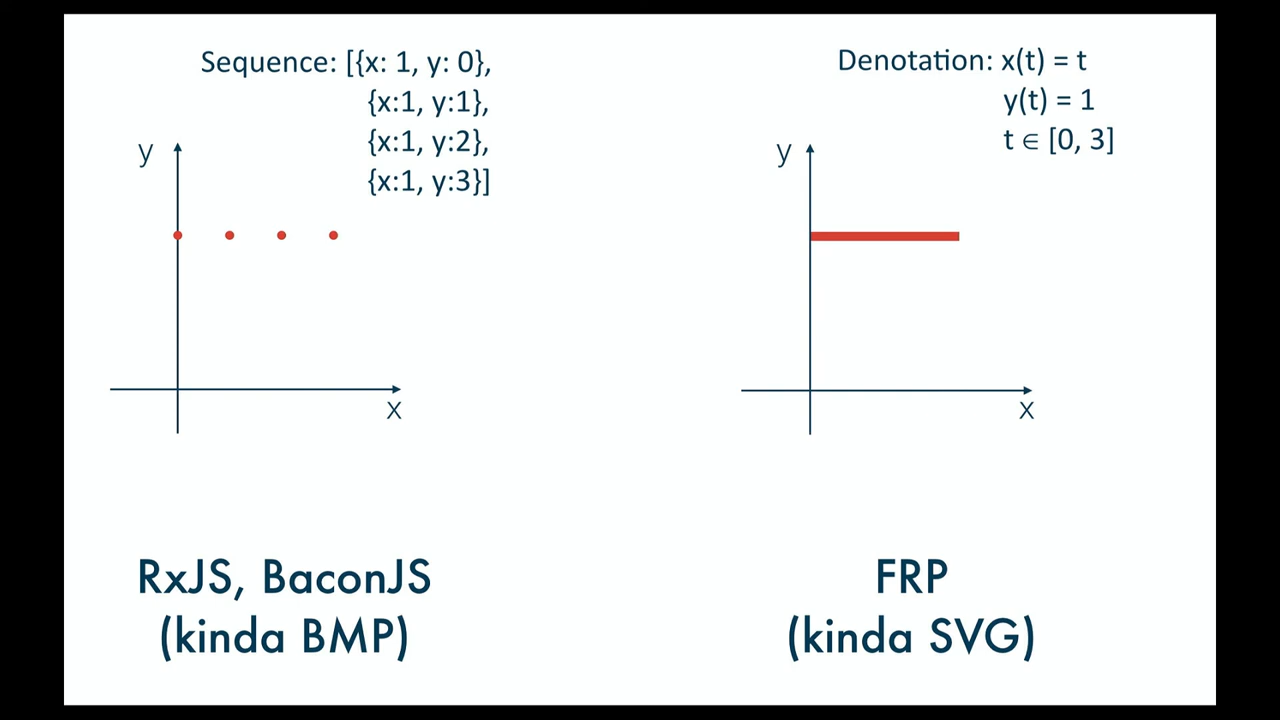 Sequence: [{x: 1, y: 0},
{x:1, y:1},
{x:1, y:2},
{x:1, y:3}]
y
x
RxJS, BaconJS
(kinda BMP)
Denotation: x(t) = t
y(t) = 1
t ∈ [0, 3]
y
x
FRP
(kinda SVG)